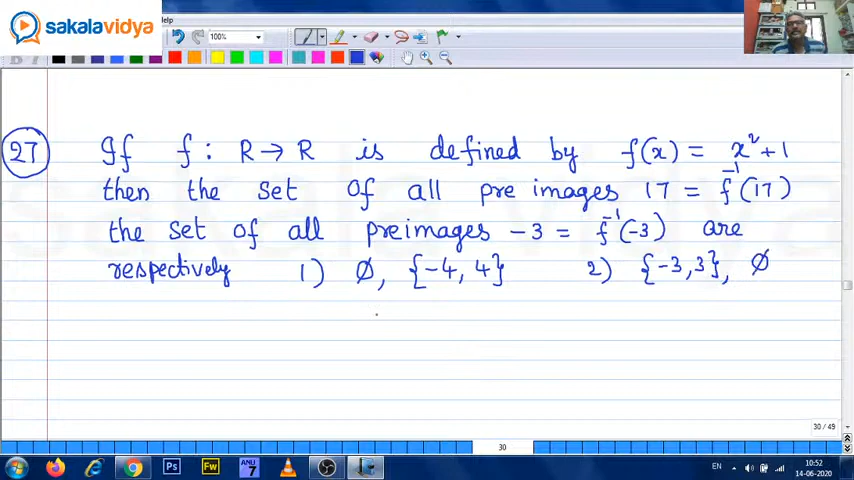 sakalavidya
Help
100%
27 If f : R → R is defined by f(x) = x² + 1
then the set of all pre images 17 = f⁻¹(17)
the set of all preimages -3 = f⁻¹(-3) are
respectively 1) ∅, {-4, 4} 2) {-3, 3}, ∅
30 / 49
30
EN 10:52
14-06-2020